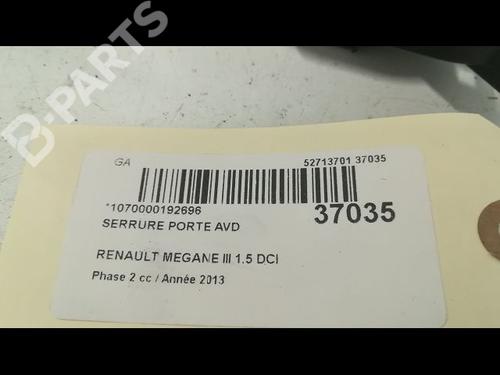 B-PARTS
GA
52713701 37035
*1070000192696
37035
SERRURE PORTE AVD
RENAULT MEGANE III 1.5 DCI
Phase 2 cc / Année 2013